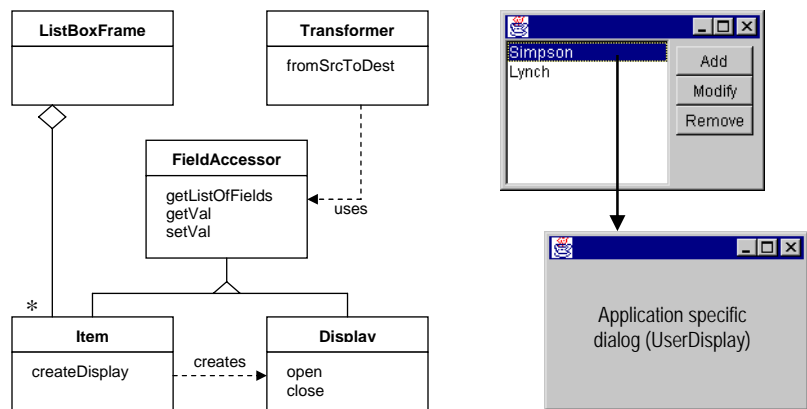 ListBoxFrame
Transformer
fromSrcToDest
FieldAccessor
getListOfFields
getVal
setVal
uses
*
Item
createDisplay
creates
Display
open
close
Simpson
Lynch
Add
Modify
Remove
Application specific
dialog (UserDisplay)